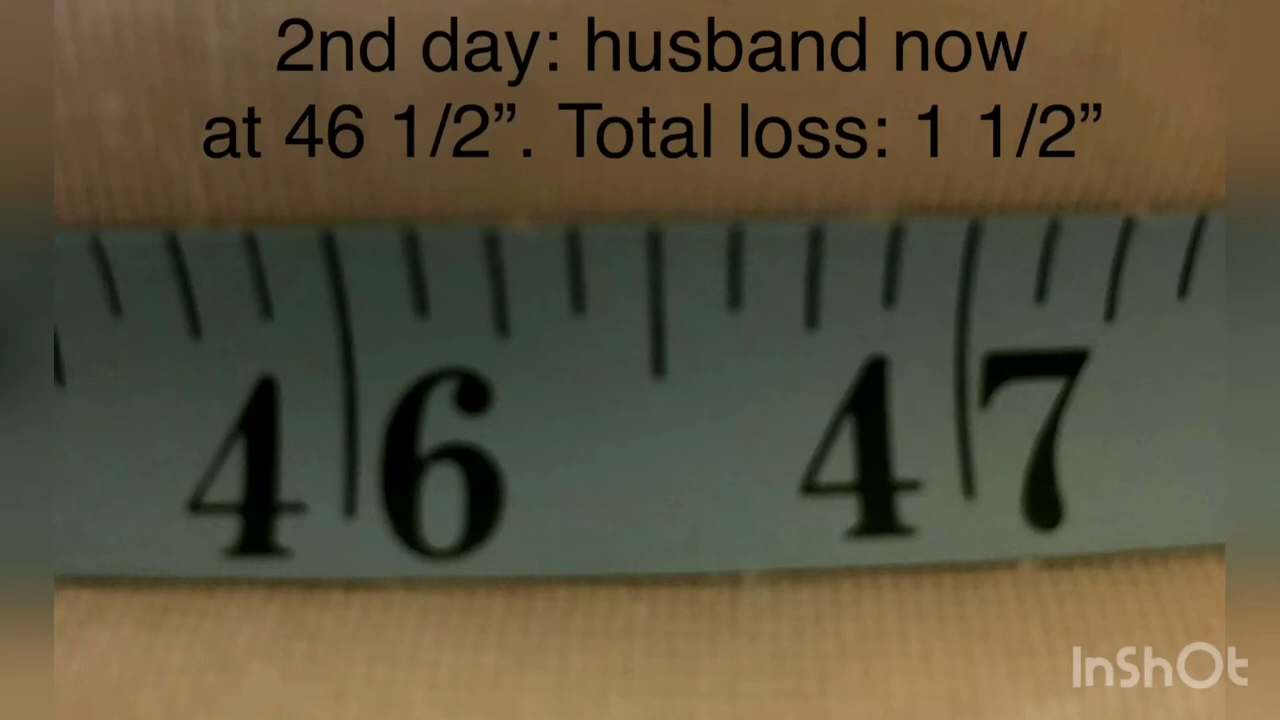 2nd day: husband now
at 46 1/2”. Total loss: 1 1/2”
46 47
InShOt